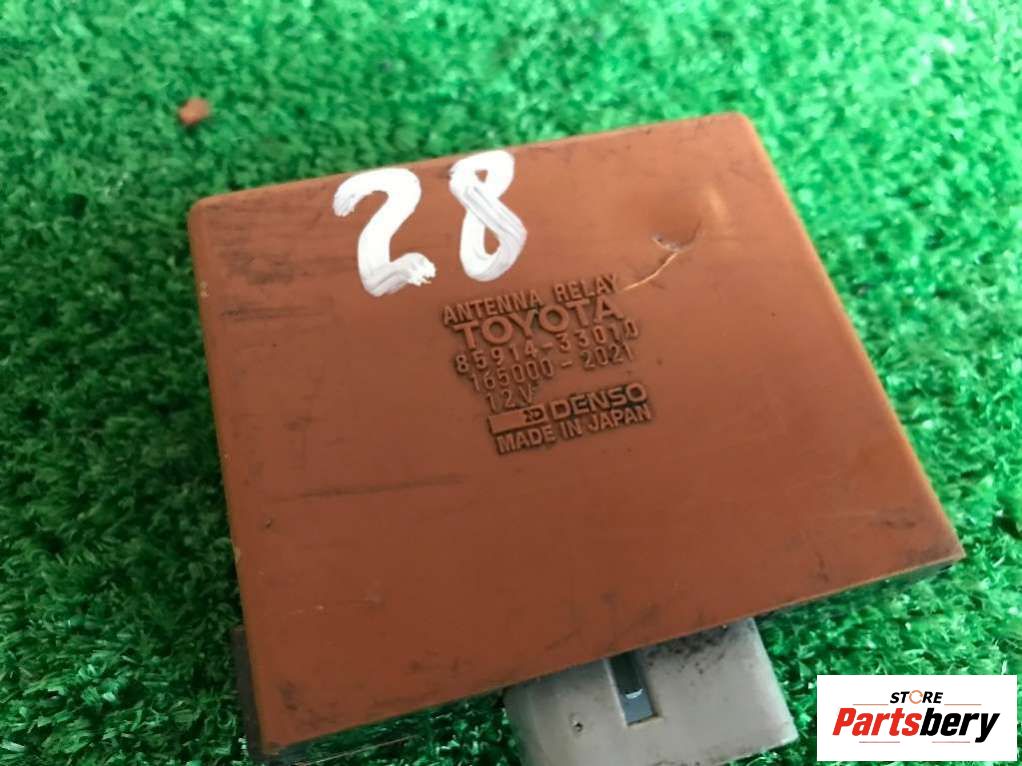 28
ANTENNA RELAY
TOYOTA
85914-33010
165000-2021
12V
DENSO
MADE IN JAPAN
STORE
Partsbery